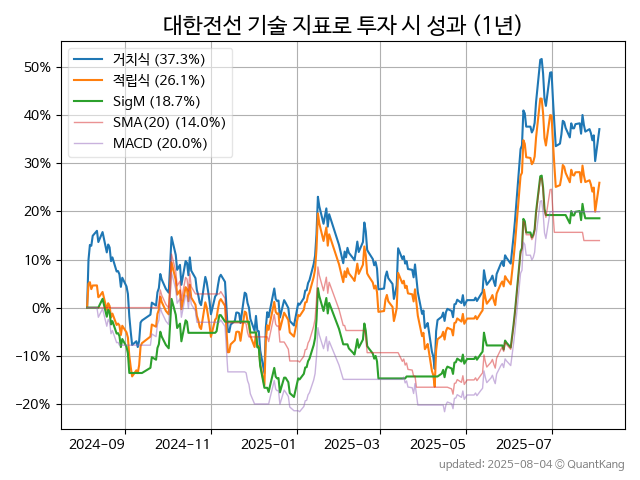 대한전선 기술 지표로 투자 시 성과 (1년)
거치식 (37.3%)
적립식 (26.1%)
SigM (18.7%)
SMA(20) (14.0%)
MACD (20.0%)
50%
40%
30%
20%
10%
0%
−10%
−20%
2024-09 2024-11 2025-01 2025-03 2025-05 2025-07
updated: 2025-08-04 ⓒ QuantKang